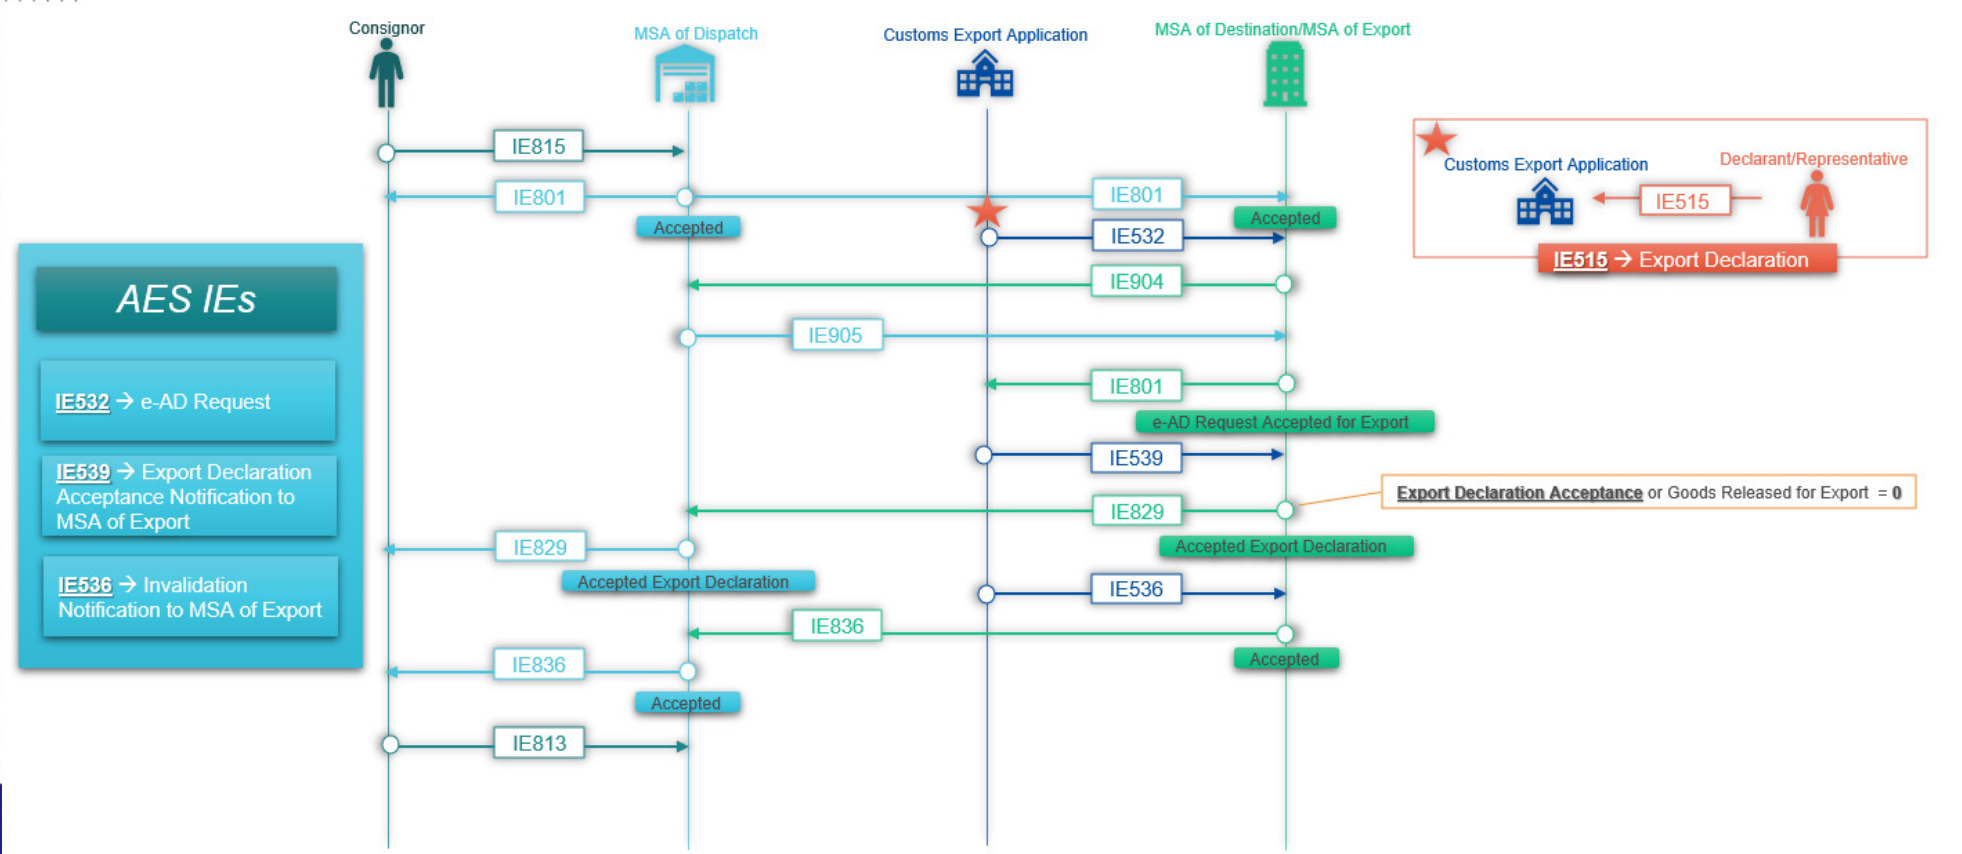 Consignor
MSA of Dispatch
Customs Export Application
MSA of Destination/MSA of Export
IE815
IE801
IE801
Accepted
Accepted
IE532
IE904
IE905
IE801
e-AD Request Accepted for Export
IE539
IE829
Accepted Export Declaration
IE829
Accepted Export Declaration
IE536
IE836
Accepted
IE836
Accepted
IE813
AES IEs
IE532 → e-AD Request
IE539 → Export Declaration
Acceptance Notification to
MSA of Export
IE536 → Invalidation
Notification to MSA of Export
Customs Export Application
Declarant/Representative
IE515
IE515 → Export Declaration
Export Declaration Acceptance or Goods Released for Export = 0